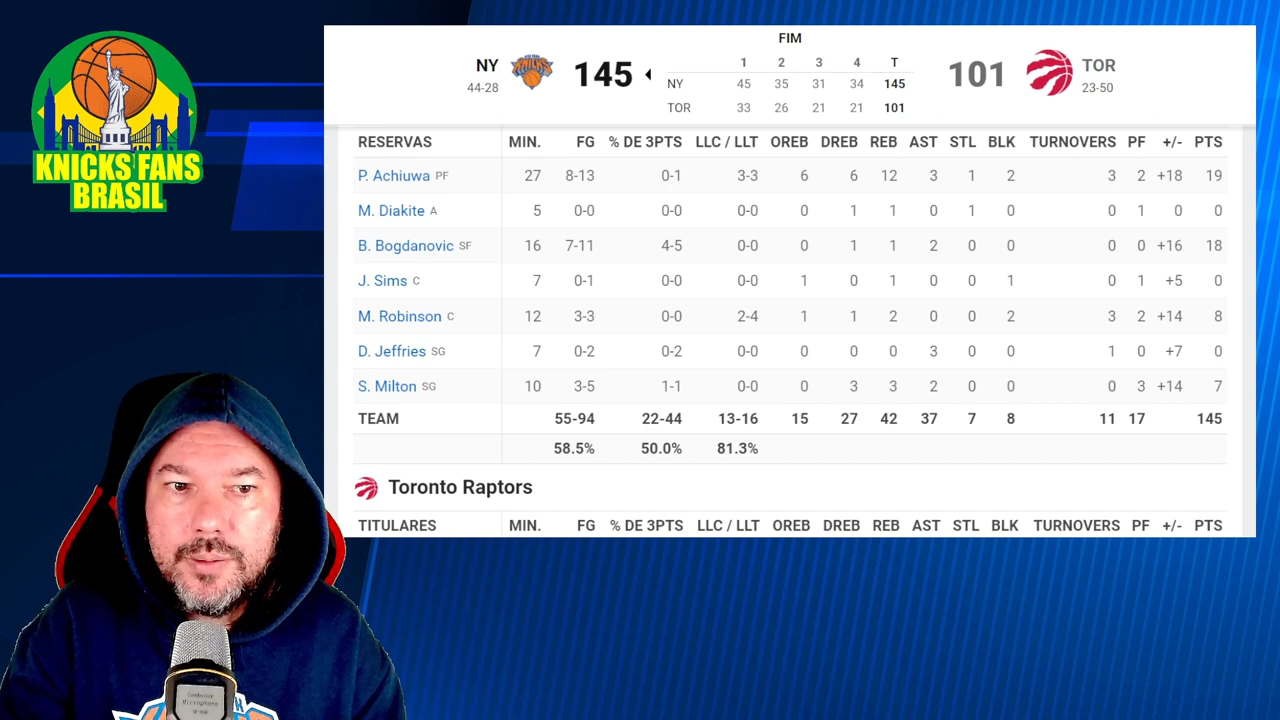 KNICKS FANS
BRASIL
FIM
NY 145 1 2 3 4 T 101 TOR
44-28 NY 45 35 31 34 145 23-50
TOR 33 26 21 21 101
RESERVAS MIN. FG % DE 3PTS LLC / LLT OREB DREB REB AST STL BLK TURNOVERS PF +/- PTS
P. Achiuwa PF 27 8-13 0-1 3-3 6 6 12 3 1 2 3 2 +18 19
M. Diakite A 5 0-0 0-0 0-0 0 1 1 0 1 0 0 1 0 0
B. Bogdanovic SF 16 7-11 4-5 0-0 0 1 1 2 0 0 0 0 +16 18
J. Sims C 7 0-1 0-0 0-0 1 0 1 0 0 1 0 1 +5 0
M. Robinson C 12 3-3 0-0 2-4 1 1 2 0 0 2 3 2 +14 8
D. Jeffries SG 7 0-2 0-2 0-0 0 0 0 3 0 0 1 0 +7 0
S. Milton SG 10 3-5 1-1 0-0 0 3 3 2 0 0 0 3 +14 7
TEAM 55-94 22-44 13-16 15 27 42 37 7 8 11 17 145
58.5% 50.0% 81.3%
Toronto Raptors
TITULARES MIN. FG % DE 3PTS LLC / LLT OREB DREB REB AST STL BLK TURNOVERS PF +/- PTS